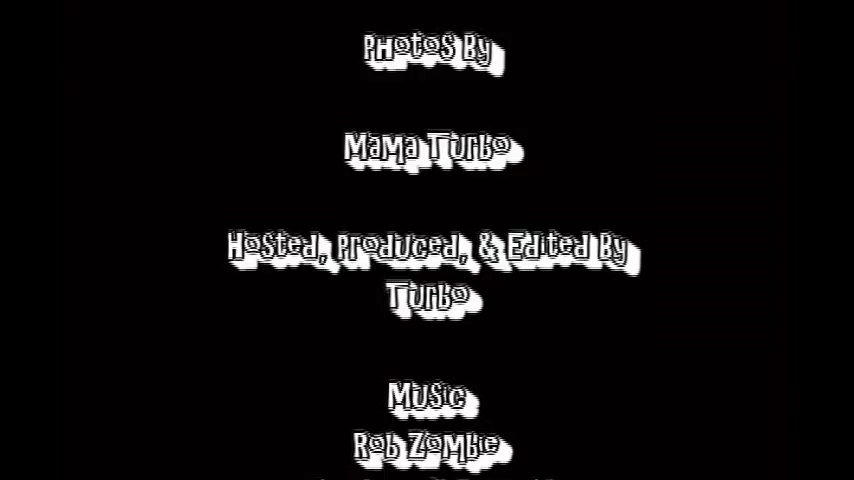 Photos By
Mama Turbo
Hosted, Produced, & Edited By
Turbo
Music
Rob Zombie